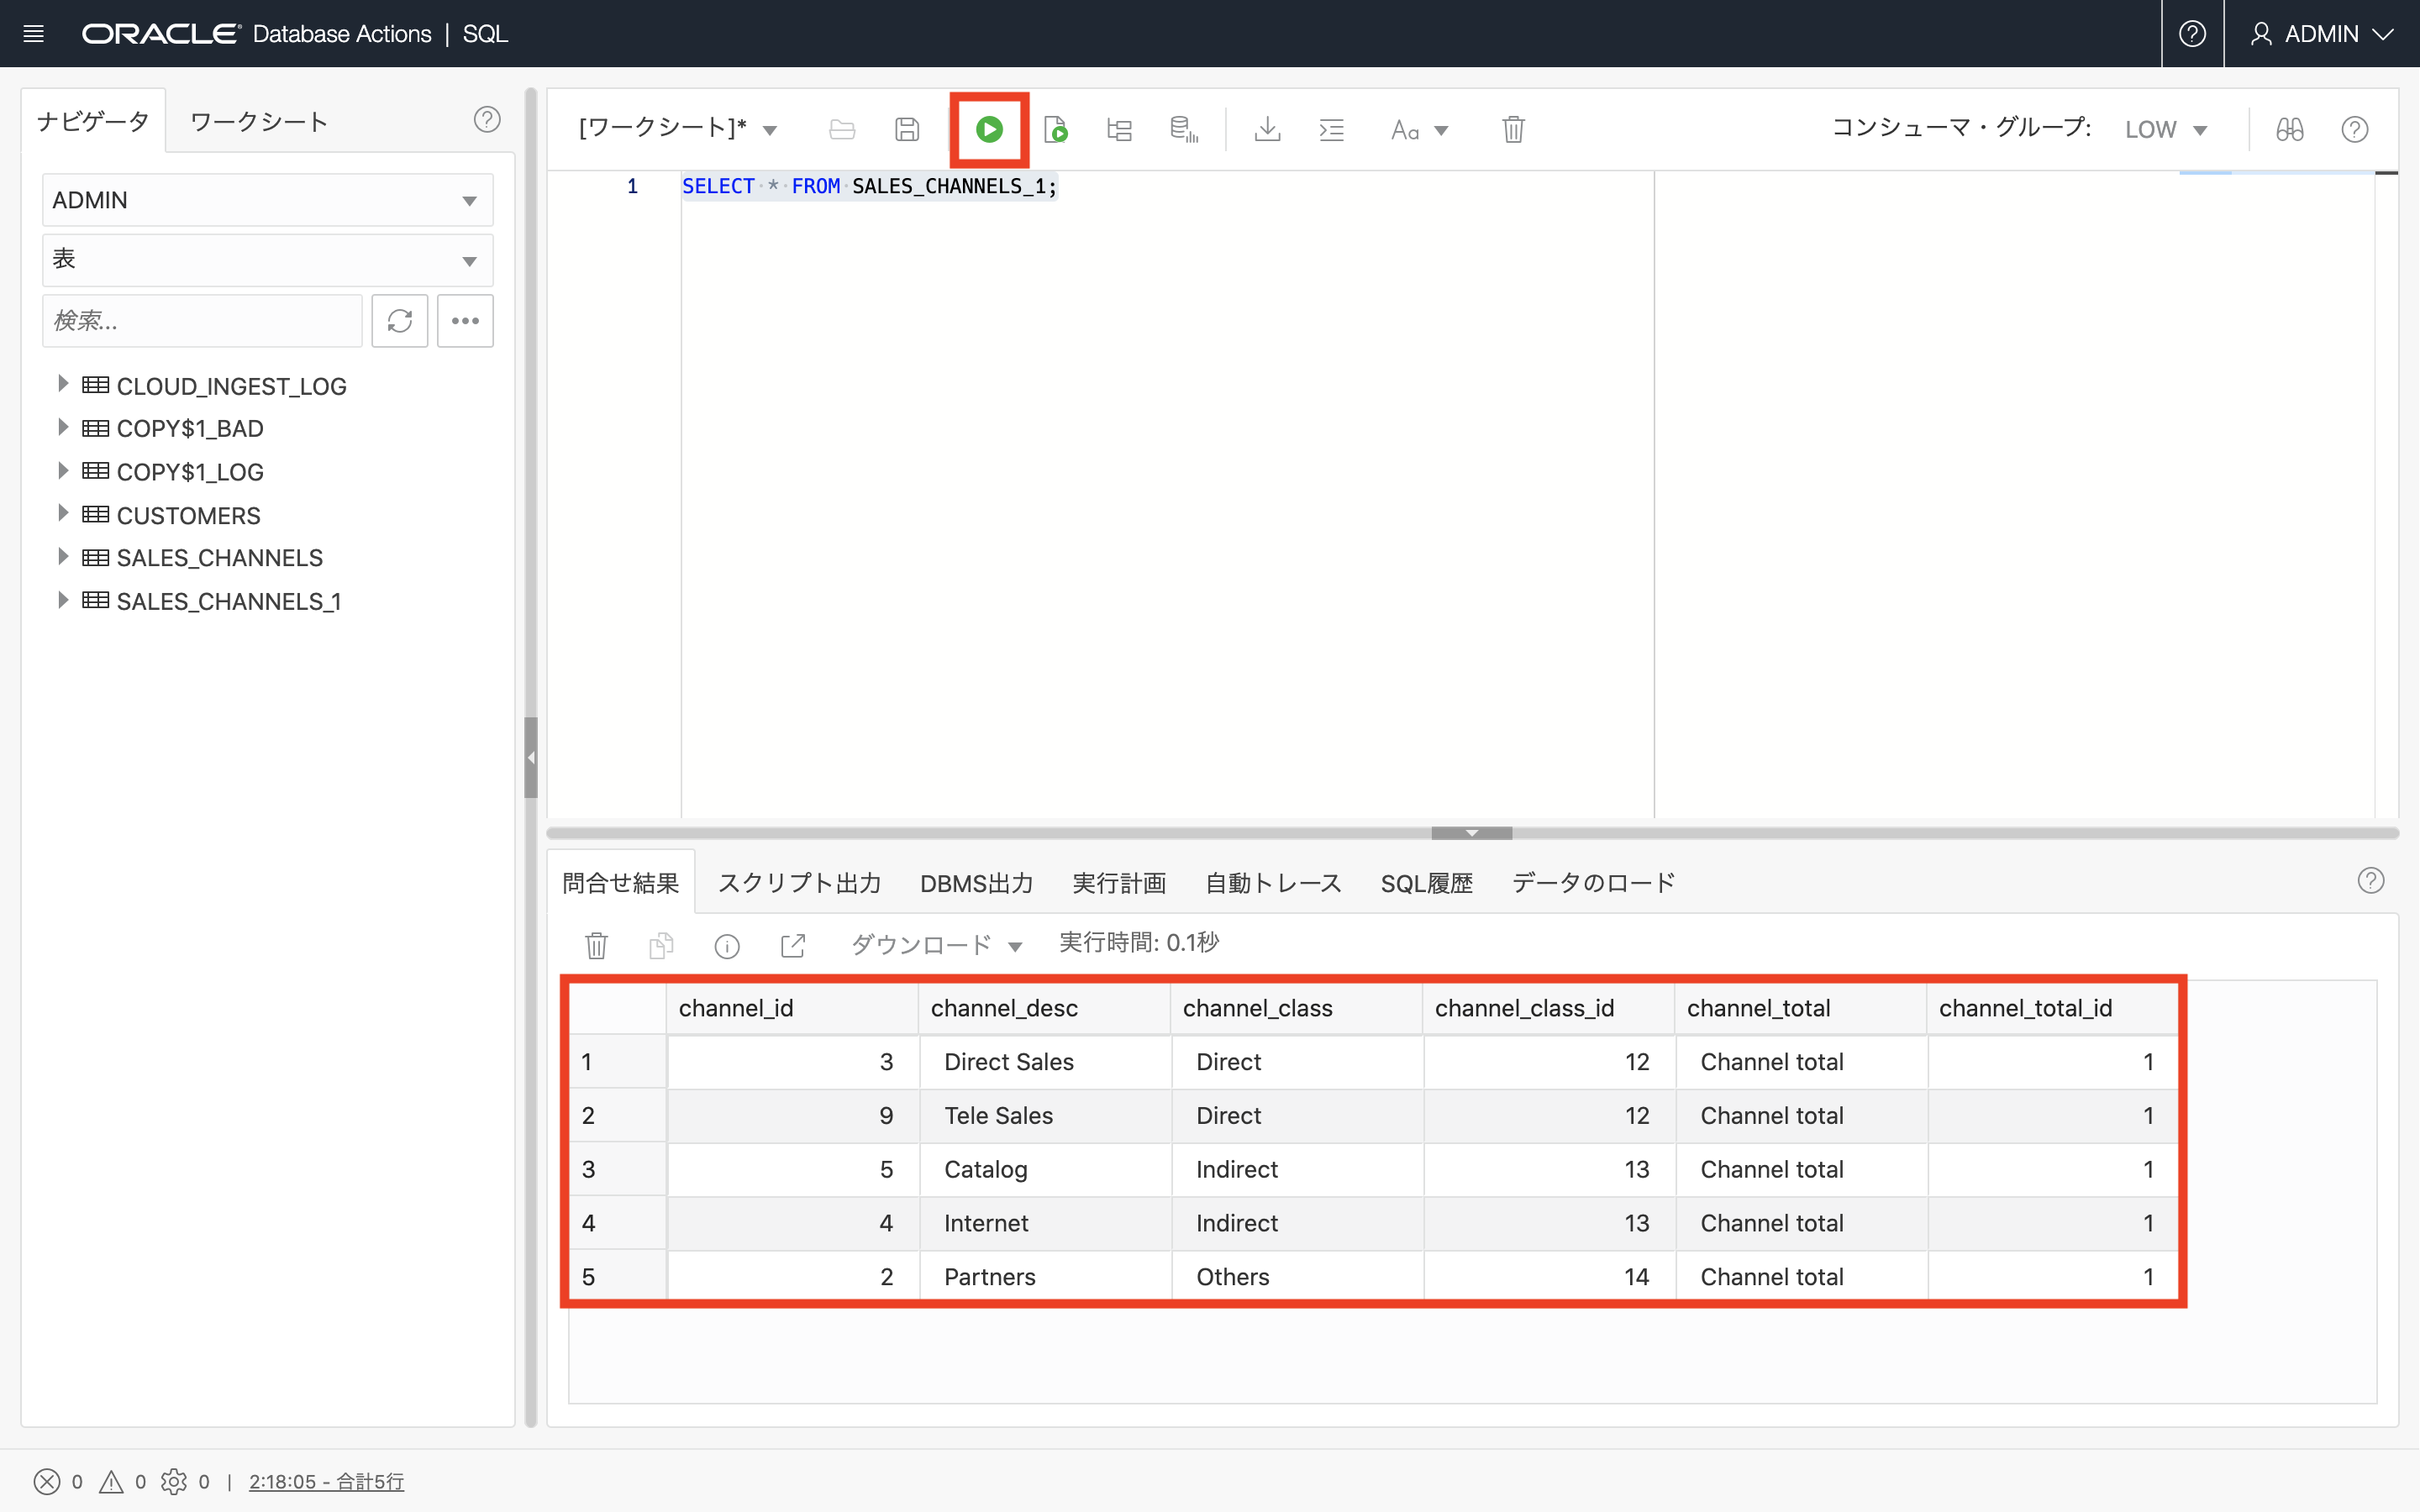 ORACLE Database Actions | SQL
ADMIN
ナビゲータ ワークシート
ADMIN
表
検索...
CLOUD_INGEST_LOG
COPY$1_BAD
COPY$1_LOG
CUSTOMERS
SALES_CHANNELS
SALES_CHANNELS_1
[ワークシート]* Aa コンシューマ・グループ: LOW
1 SELECT * FROM SALES_CHANNELS_1;
問合せ結果 スクリプト出力 DBMS出力 実行計画 自動トレース SQL履歴 データのロード
ダウンロード 実行時間: 0.1秒
channel_id channel_desc channel_class channel_class_id channel_total channel_total_id
1 3 Direct Sales Direct 12 Channel total 1
2 9 Tele Sales Direct 12 Channel total 1
3 5 Catalog Indirect 13 Channel total 1
4 4 Internet Indirect 13 Channel total 1
5 2 Partners Others 14 Channel total 1
0 0 0 | 2:18:05 - 合計5行